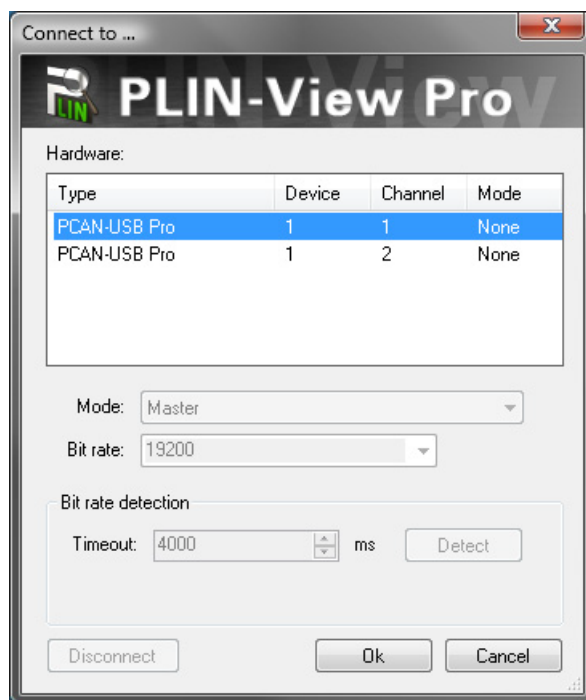 Connect to ...
PLIN-View Pro
LIN
Hardware:
Type Device Channel Mode
PCAN-USB Pro 1 1 None
PCAN-USB Pro 1 2 None
Mode: Master
Bit rate: 19200
Bit rate detection
Timeout: 4000 ms Detect
Disconnect Ok Cancel